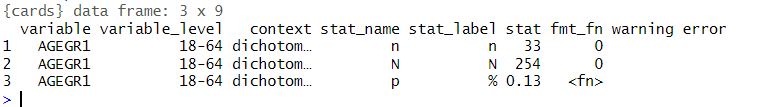 {cards} data frame: 3 x 9
variable variable_level context stat_name stat_label stat fmt_fn warning error
1 AGEGR1 18-64 dichotom… n n 33 0
2 AGEGR1 18-64 dichotom… N N 254 0
3 AGEGR1 18-64 dichotom… p % 0.13 <fn>
>